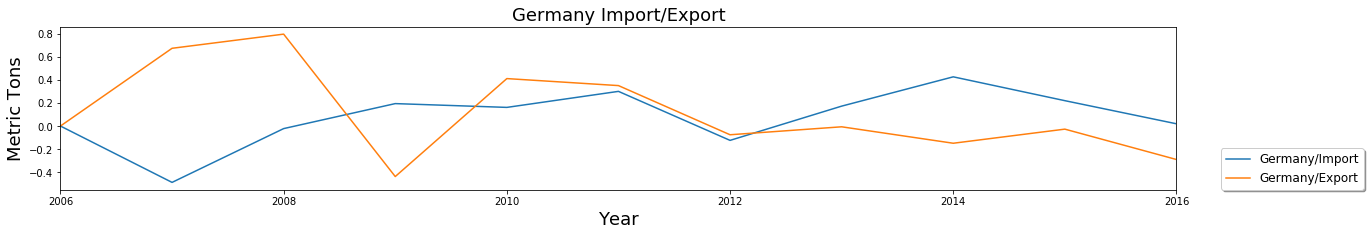 Germany Import/Export
Metric Tons
0.8
0.6
0.4
0.2
0.0
−0.2
−0.4
2006 2008 2010 2012 2014 2016
Year
Germany/Import
Germany/Export